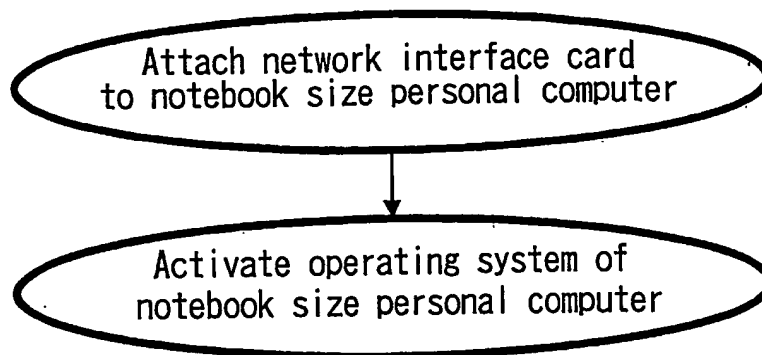 Attach network interface card
to notebook size personal computer
Activate operating system of
notebook size personal computer